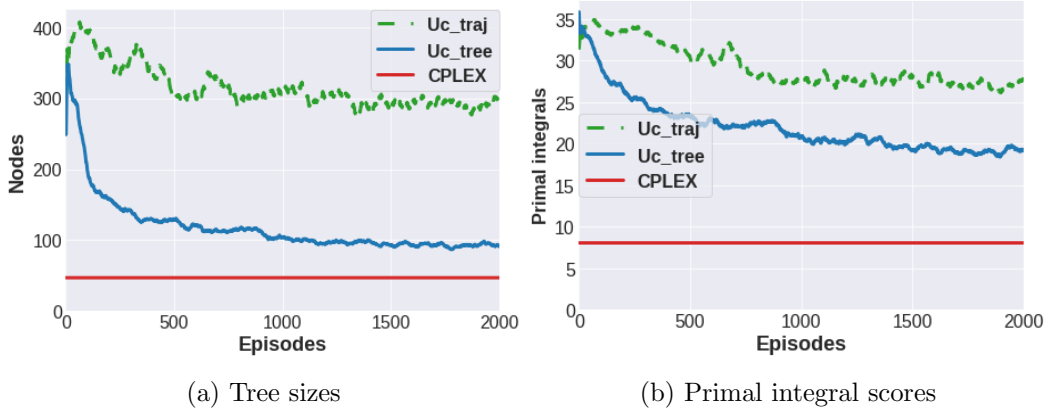 Nodes
400
300
200
100
0
0
500
1000
1500
2000
Episodes
Uc_traj
Uc_tree
CPLEX
(a) Tree sizes
Primal integrals
35
30
25
20
15
10
5
0
0
500
1000
1500
2000
Episodes
Uc_traj
Uc_tree
CPLEX
(b) Primal integral scores